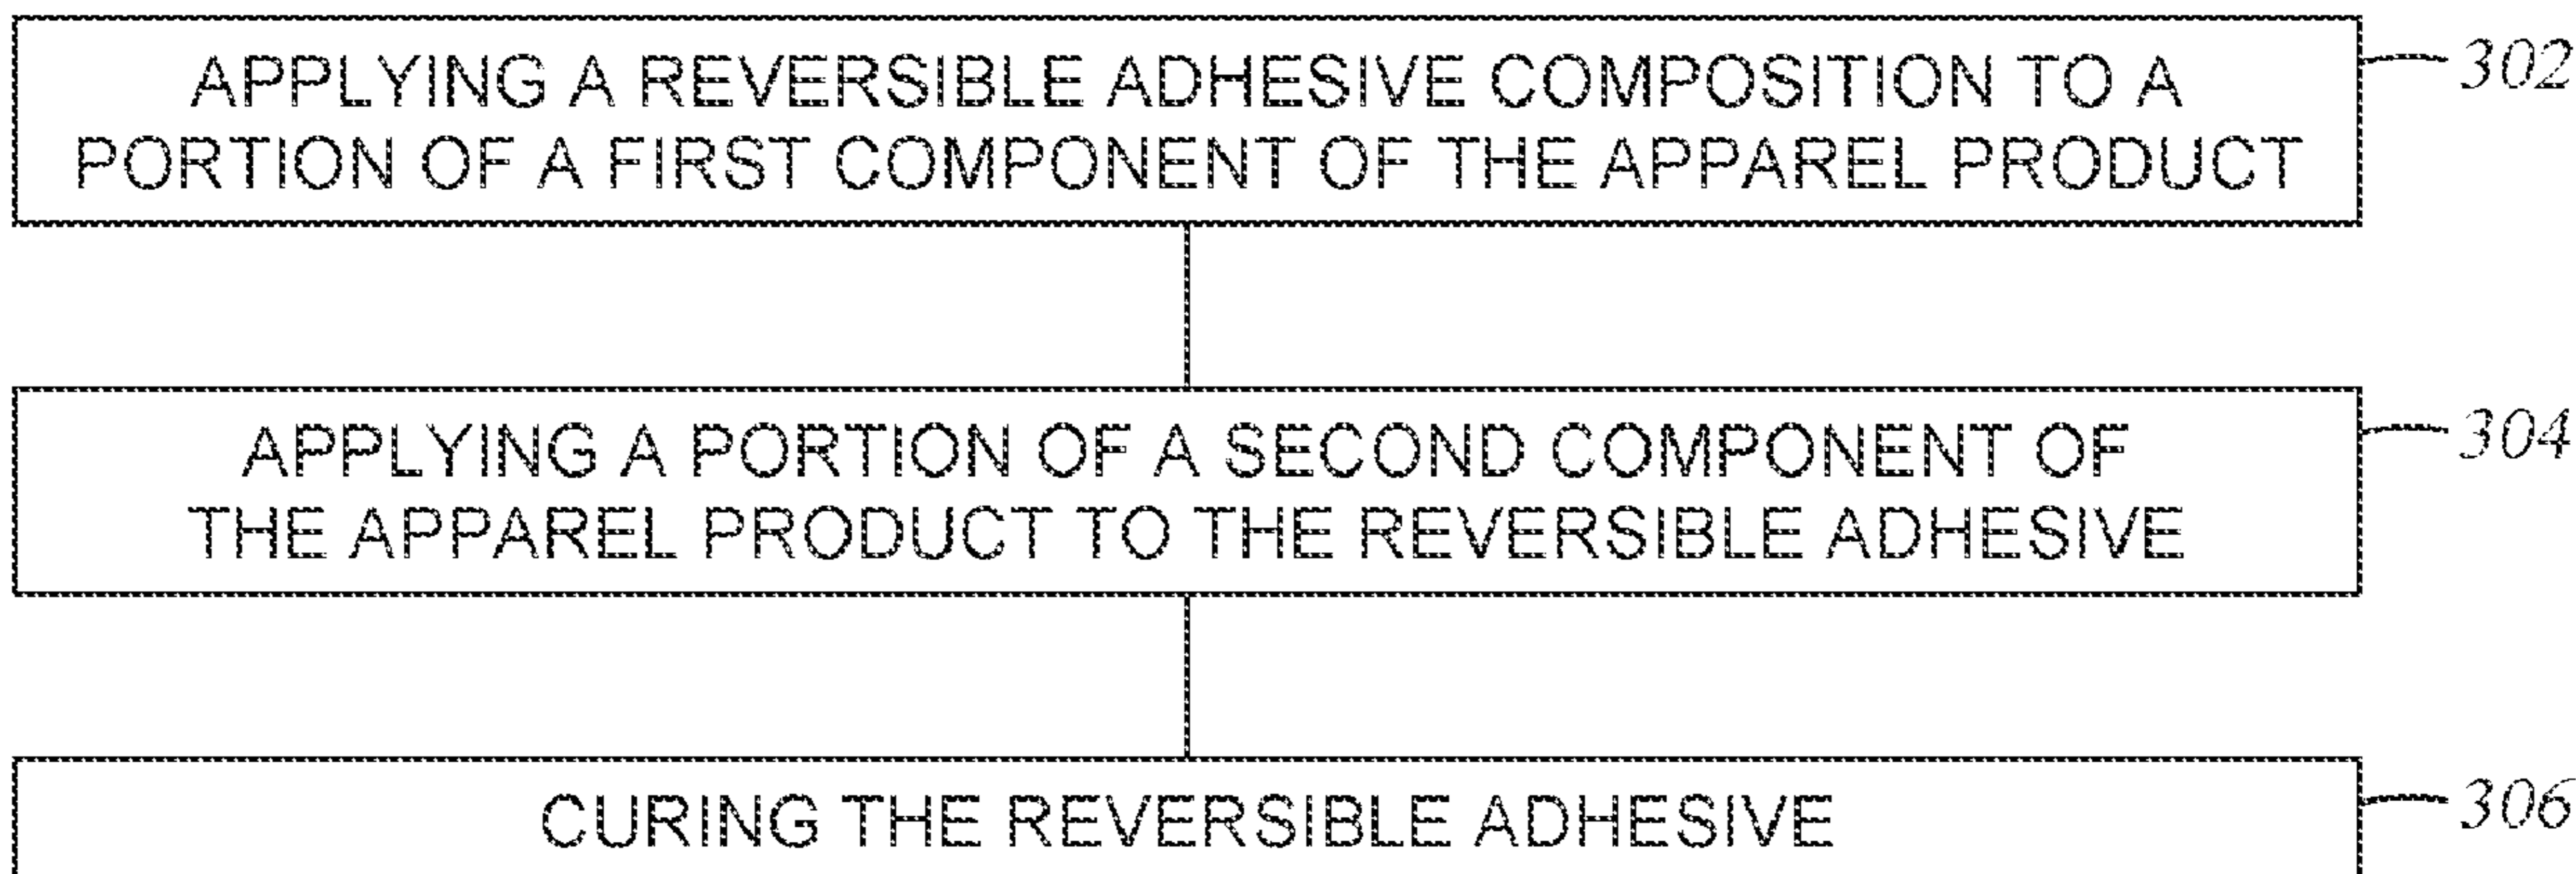 APPLYING A REVERSIBLE ADHESIVE COMPOSITION TO A
PORTION OF A FIRST COMPONENT OF THE APPAREL PRODUCT
302
APPLYING A PORTION OF A SECOND COMPONENT OF
THE APPAREL PRODUCT TO THE REVERSIBLE ADHESIVE
304
CURING THE REVERSIBLE ADHESIVE
306